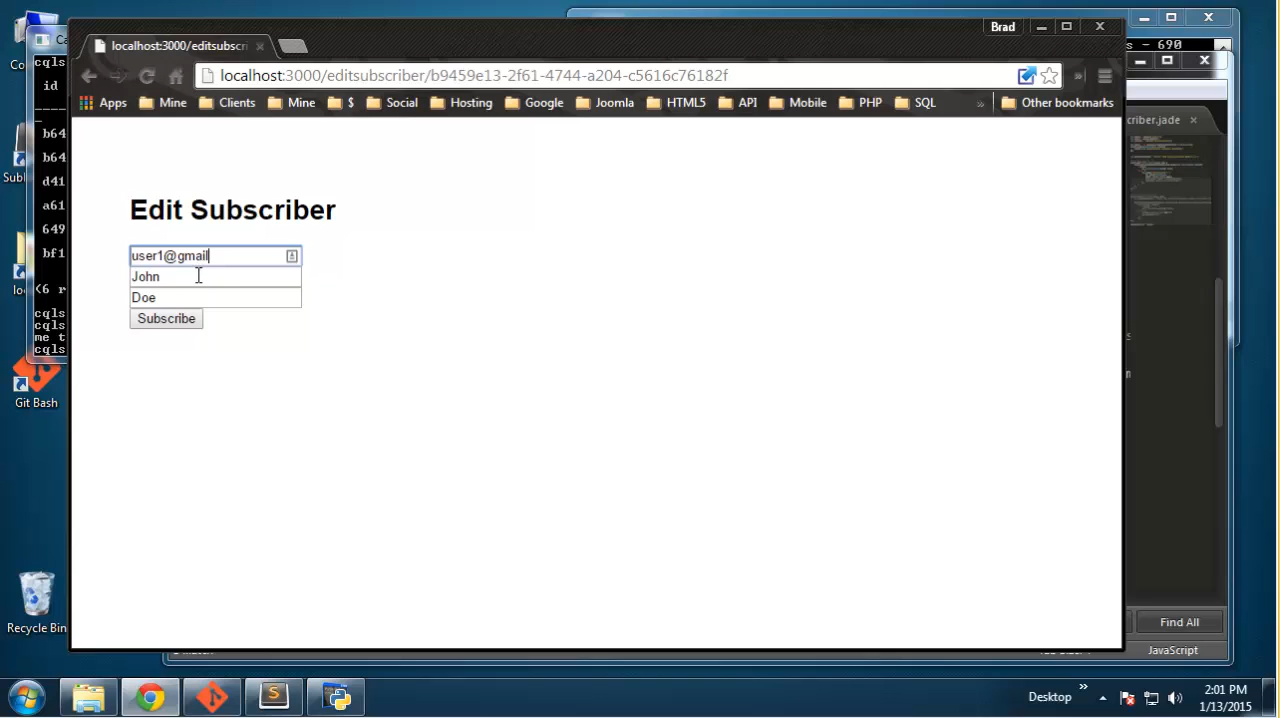 Brad
localhost:3000/editsubscri
s - 690
localhost:3000/editsubscriber/b9459e13-2f61-4744-a204-c5616c76182f
Apps Mine Clients Mine $ Social Hosting Google Joomla HTML5 API Mobile PHP SQL » Other bookmarks
criber.jade
cqls
id
b64
b64
d41
a61
649
bf1
<6 r
cqls
cqls
me t
cqls
Edit Subscriber
user1@gmail
John
Doe
Subscribe
Git Bash
Recycle Bin
Find All
JavaScript
Desktop »
2:01 PM
1/13/2015